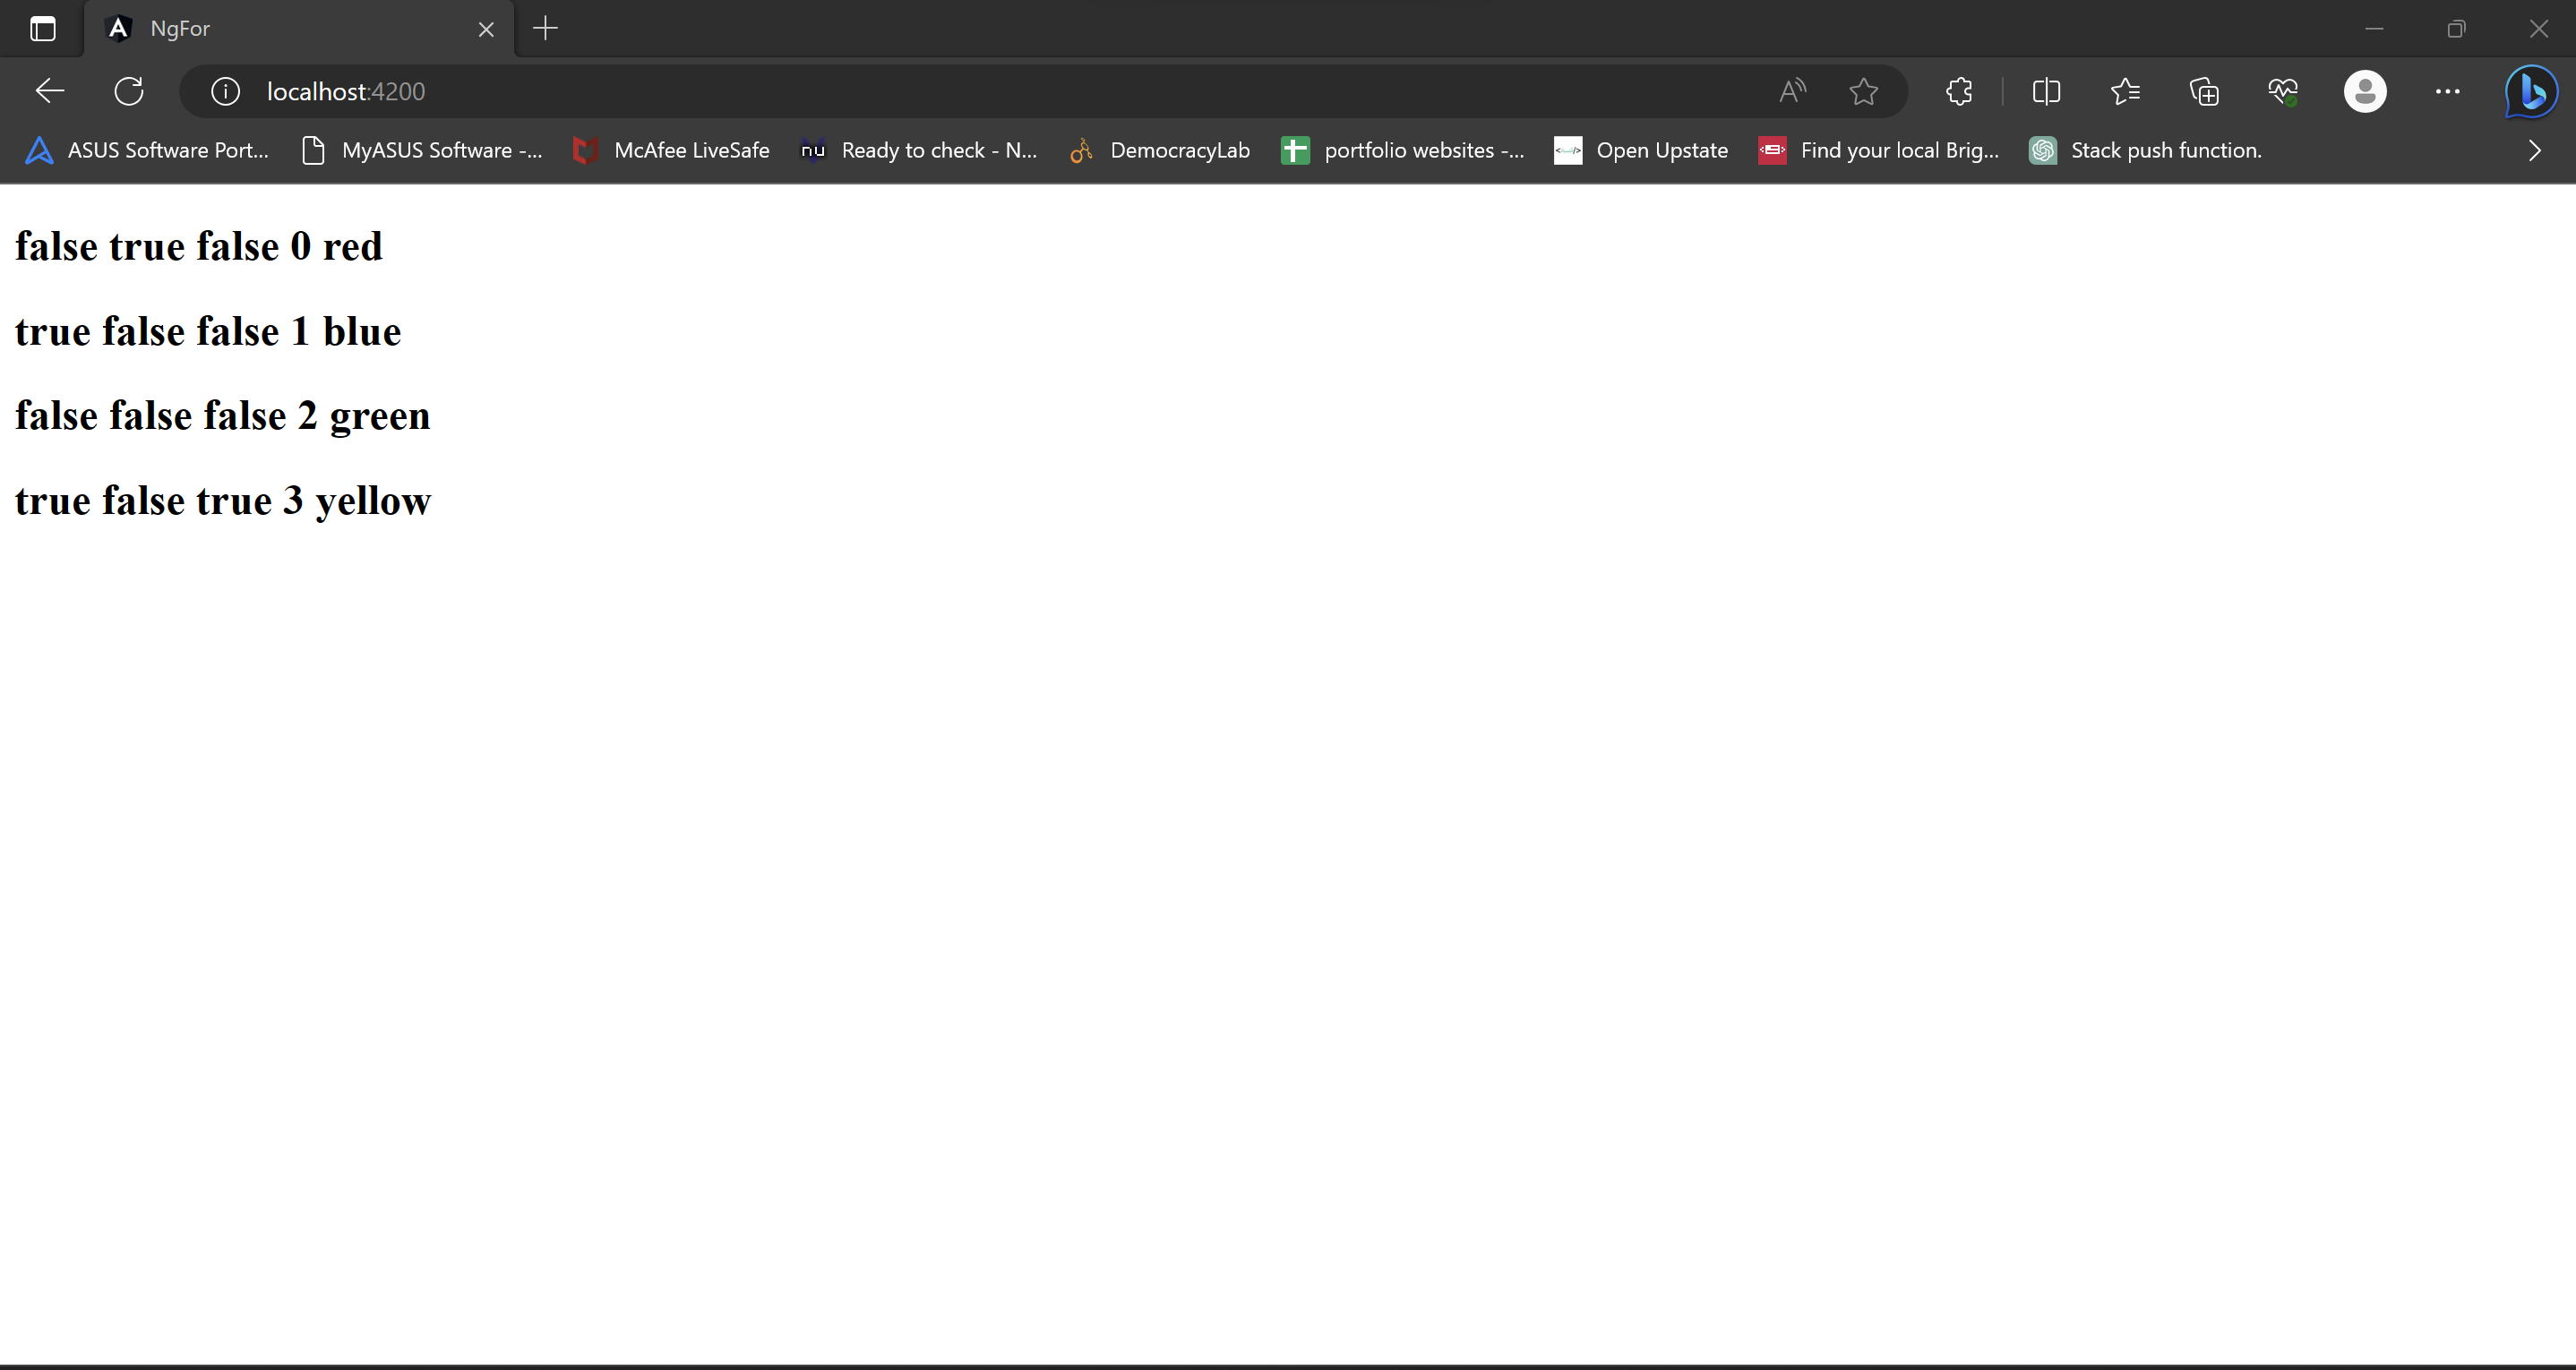 NgFor
localhost:4200
ASUS Software Port... MyASUS Software -... McAfee LiveSafe nu Ready to check - N... DemocracyLab portfolio websites -... Open Upstate Find your local Brig... Stack push function.
false true false 0 red
true false false 1 blue
false false false 2 green
true false true 3 yellow